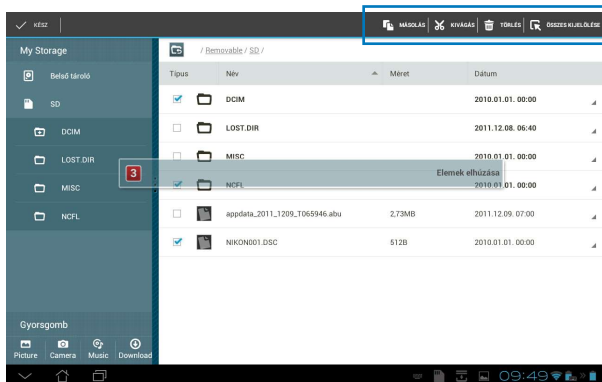 KÉSZ MÁSOLÁS KIVÁGÁS TÖRLÉS ÖSSZES KIJELÖLÉSE
My Storage / Removable / SD /
Belső tároló Típus Név Méret Dátum
SD DCIM 2010.01.01. 00:00
DCIM LOST.DIR 2011.12.08. 06:40
LOST.DIR MISC 2010.01.01. 00:00
3 Elemek elhúzása
MISC NCFL 2010.01.01. 00:00
NCFL appdata_2011_1209_T065946.abu 2,73MB 2011.12.09. 07:00
NIKON001.DSC 512B 2010.01.01. 00:00
Gyorsgomb
Picture Camera Music Download
09:49